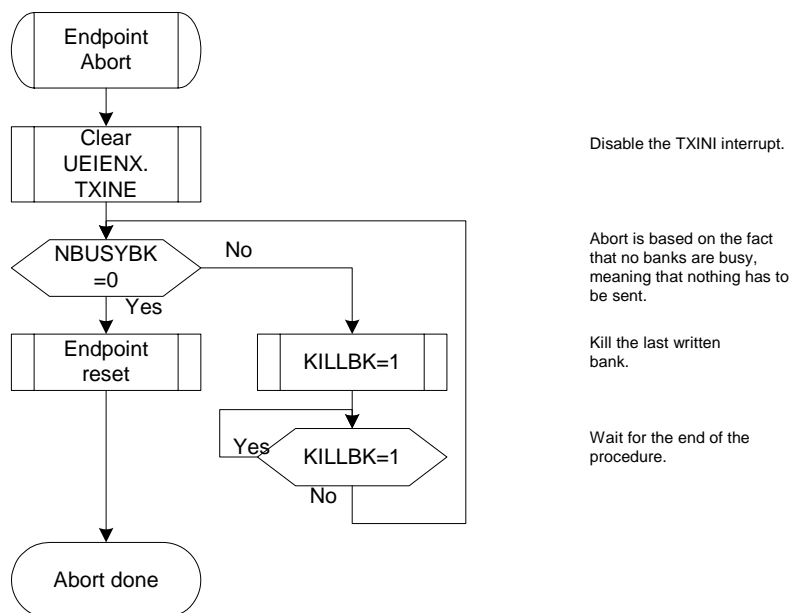 Endpoint
Abort
Clear
UEIENX.
TXINE
Disable the TXINI interrupt.
NBUSYBK
=0
No
Yes
Abort is based on the fact
that no banks are busy,
meaning that nothing has to
be sent.
Endpoint
reset
KILLBK=1
Kill the last written
bank.
Yes
KILLBK=1
No
Wait for the end of the
procedure.
Abort done